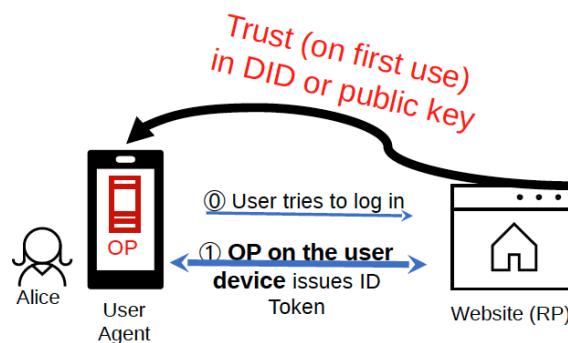 Trust (on first use)
in DID or public key
⓪ User tries to log in
① OP on the user
device issues ID
Token
OP
Alice
User
Agent
Website (RP)